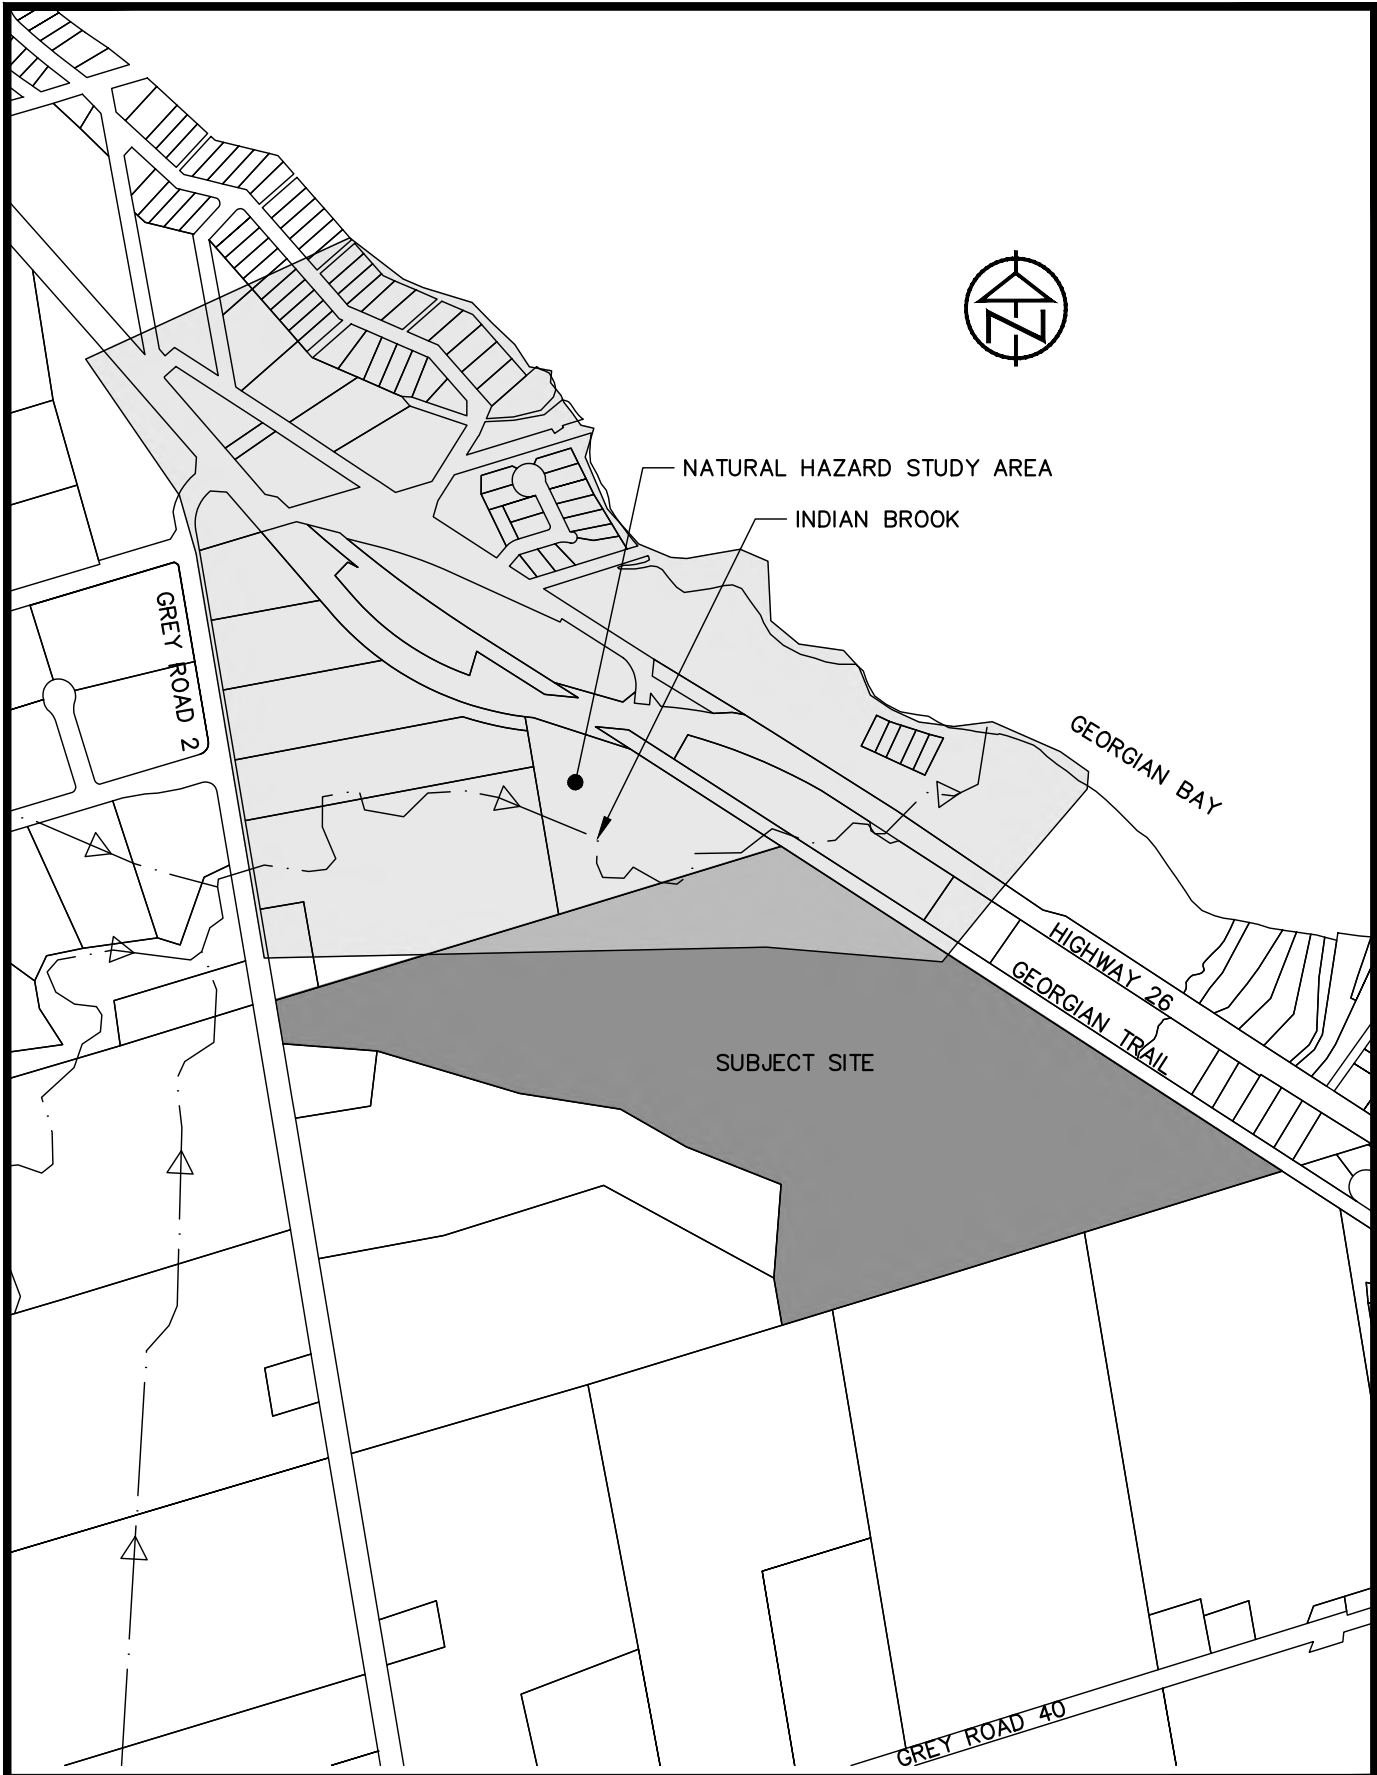 N
NATURAL HAZARD STUDY AREA
INDIAN BROOK
GREY ROAD 2
GEORGIAN BAY
HIGHWAY 26
GEORGIAN TRAIL
SUBJECT SITE
GREY ROAD 40